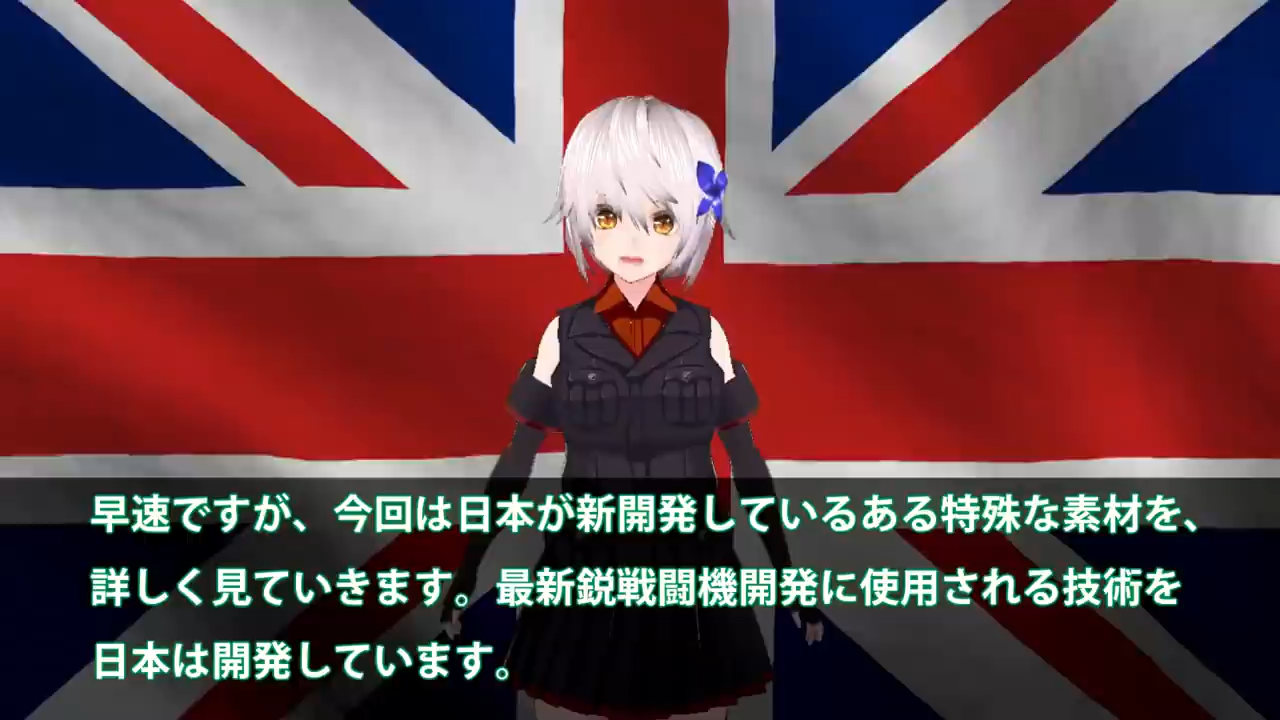 早速ですが、今回は日本が新開発しているある特殊な素材を、
詳しく見ていきます。最新鋭戦闘機開発に使用される技術を
日本は開発しています。